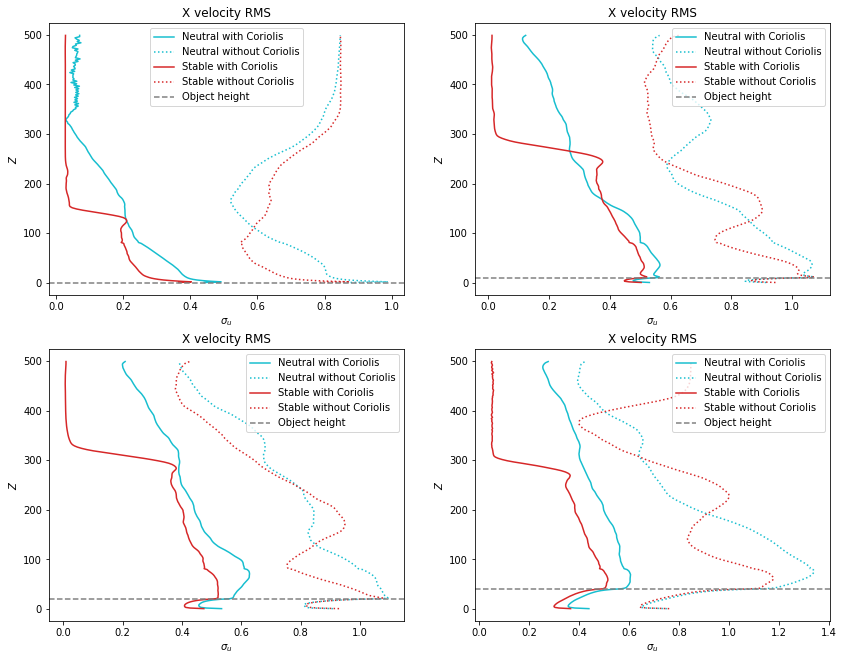 X velocity RMS
Neutral with Coriolis
Neutral without Coriolis
Stable with Coriolis
Stable without Coriolis
Object height
Z
500
400
300
200
100
0
0.0 0.2 0.4 0.6 0.8 1.0
σu
X velocity RMS
Neutral with Coriolis
Neutral without Coriolis
Stable with Coriolis
Stable without Coriolis
Object height
Z
500
400
300
200
100
0
0.0 0.2 0.4 0.6 0.8 1.0
σu
X velocity RMS
Neutral with Coriolis
Neutral without Coriolis
Stable with Coriolis
Stable without Coriolis
Object height
Z
500
400
300
200
100
0
0.0 0.2 0.4 0.6 0.8 1.0
σu
X velocity RMS
Neutral with Coriolis
Neutral without Coriolis
Stable with Coriolis
Stable without Coriolis
Object height
Z
500
400
300
200
100
0
0.0 0.2 0.4 0.6 0.8 1.0 1.2 1.4
σu